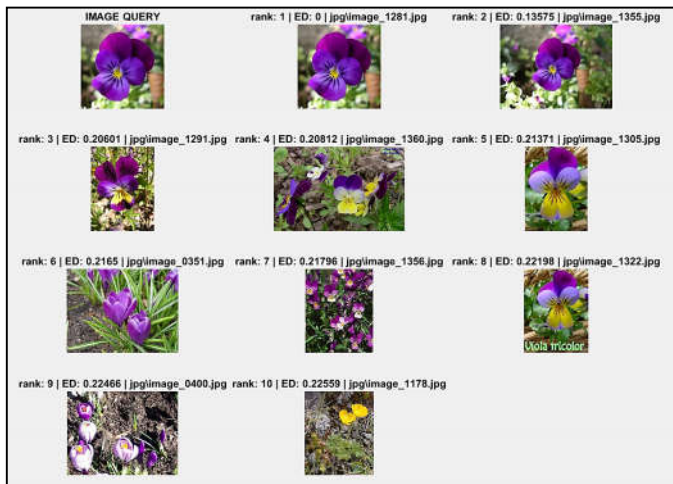 IMAGE QUERY
rank: 1 | ED: 0 | jpg\image_1281.jpg
rank: 2 | ED: 0.13575 | jpg\image_1355.jpg
rank: 3 | ED: 0.20601 | jpg\image_1291.jpg
rank: 4 | ED: 0.20812 | jpg\image_1360.jpg
rank: 5 | ED: 0.21371 | jpg\image_1305.jpg
rank: 6 | ED: 0.2165 | jpg\image_0351.jpg
rank: 7 | ED: 0.21796 | jpg\image_1356.jpg
rank: 8 | ED: 0.22198 | jpg\image_1322.jpg
Viola tricolor
rank: 9 | ED: 0.22466 | jpg\image_0400.jpg
rank: 10 | ED: 0.22559 | jpg\image_1178.jpg